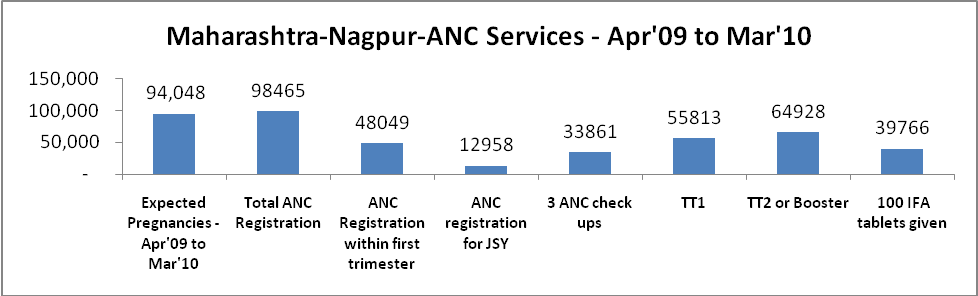 Maharashtra-Nagpur-ANC Services - Apr'09 to Mar'10
150,000
100,000
50,000
-
94,048
98465
48049
12958
33861
55813
64928
39766
Expected
Pregnancies -
Apr'09 to
Mar'10
Total ANC
Registration
ANC
Registration
within first
trimester
ANC
registration
for JSY
3 ANC check
ups
TT1
TT2 or Booster
100 IFA
tablets given